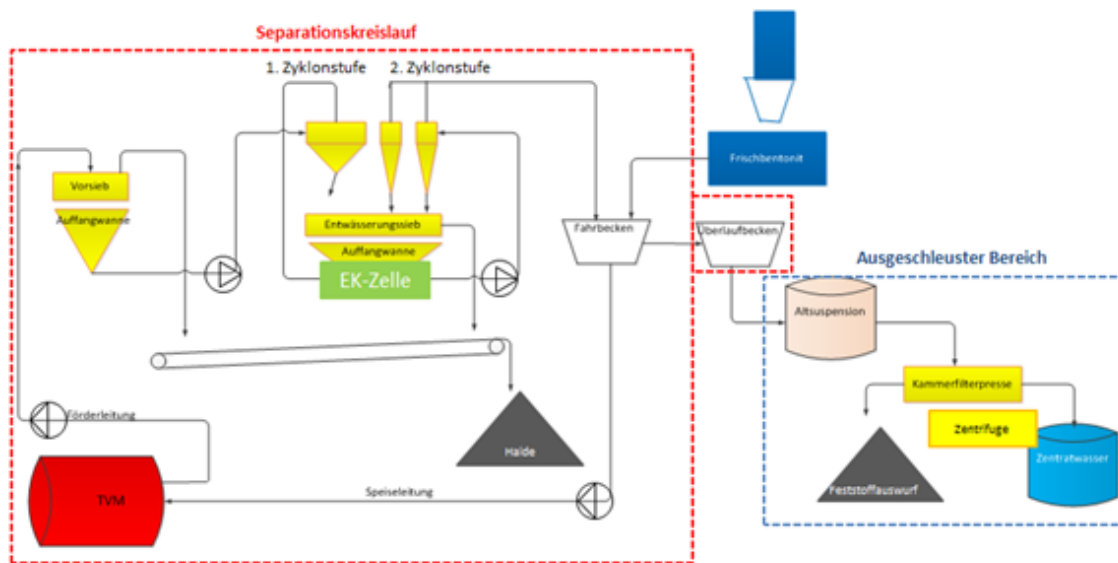 Separationskreislauf
1. Zyklonstufe
2. Zyklonstufe
Vorsieb
Auffangwanne
Entwässerungssieb
Auffangwanne
EK-Zelle
Fahrbecken
Frischbentonit
Überlaufbecken
Ausgeschleuster Bereich
Altsuspension
Kammerfilterpresse
Zentrifuge
Zentratwasser
Feststoffauswurf
Halde
Förderleitung
TVM
Speiseleitung